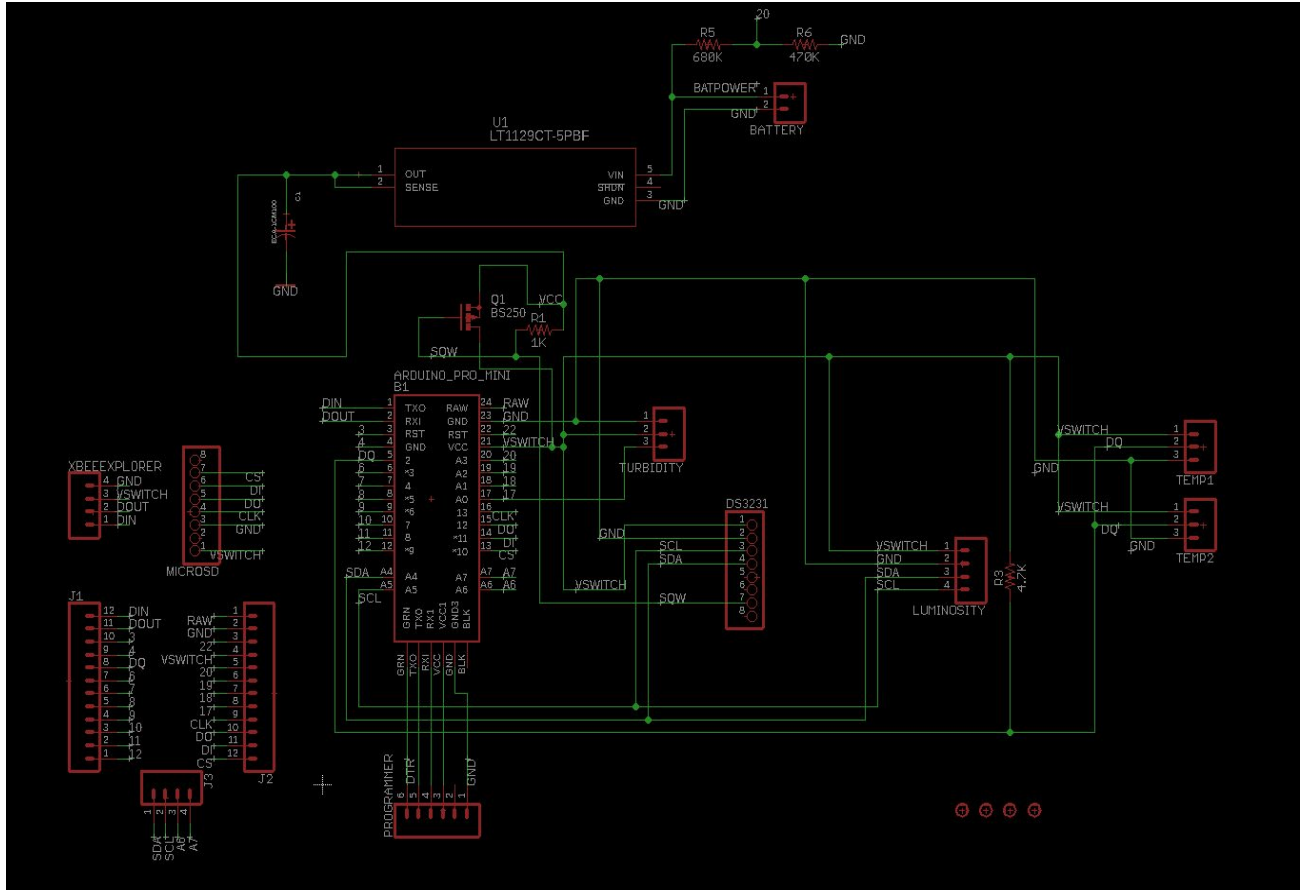 20
R5
R6
680K
470K
GND
BATPOWER
1
2
GND
BATTERY
U1
LT1129CT-5PBF
1
2
OUT
SENSE
VIN
SHDN
GND
5
4
3
GND
C1
GND
Q1
BS250
VCC
R1
1K
SQW
ARDUINO_PRO_MINI
B1
DIN
DOUT
3
4
DQ
6
7
8
9
10
11
12
1
2
3
4
5
6
7
8
9
10
11
12
TXO
RXI
RST
GND
2
*3
4
*5
*6
7
8
*9
RAW
GND
RST
VCC
A3
A2
A1
A0
13
12
*11
*10
24
23
22
21
20
19
18
17
16
15
14
13
RAW
GND
22
VSWITCH
20
19
18
17
CLK
DO
DI
CS
SDA
SCL
A4
A5
A4
A5
A7
A6
A7
A6
A7
A6
GRN
TXO
RX1
VCC1
GND3
BLK
GRN
TXO
RXI
VCC
GND
BLK
DTR
GND
6
5
4
3
2
1
PROGRAMMER
1
2
3
TURBIDITY
DS3231
1
2
3
4
5
6
7
8
GND
SCL
SDA
VSWITCH
SQW
VSWITCH
GND
SDA
SCL
1
2
3
4
LUMINOSITY
R3
4.7K
VSWITCH
DQ
GND
1
2
3
TEMP1
VSWITCH
DQ
GND
1
2
3
TEMP2
XBEEEXPLORER
4
3
2
1
GND
VSWITCH
DOUT
DIN
8
7
6
5
4
3
2
1
CS
DI
DO
CLK
GND
VSWITCH
MICROSD
J1
12
11
10
9
8
7
6
5
4
3
2
1
DIN
DOUT
3
4
DQ
6
7
8
9
10
11
12
RAW
GND
22
VSWITCH
20
19
18
17
CLK
DO
DI
CS
1
2
3
4
5
6
7
8
9
10
11
12
J2
J3
1
2
3
4
SDA
SCL
A6
A7